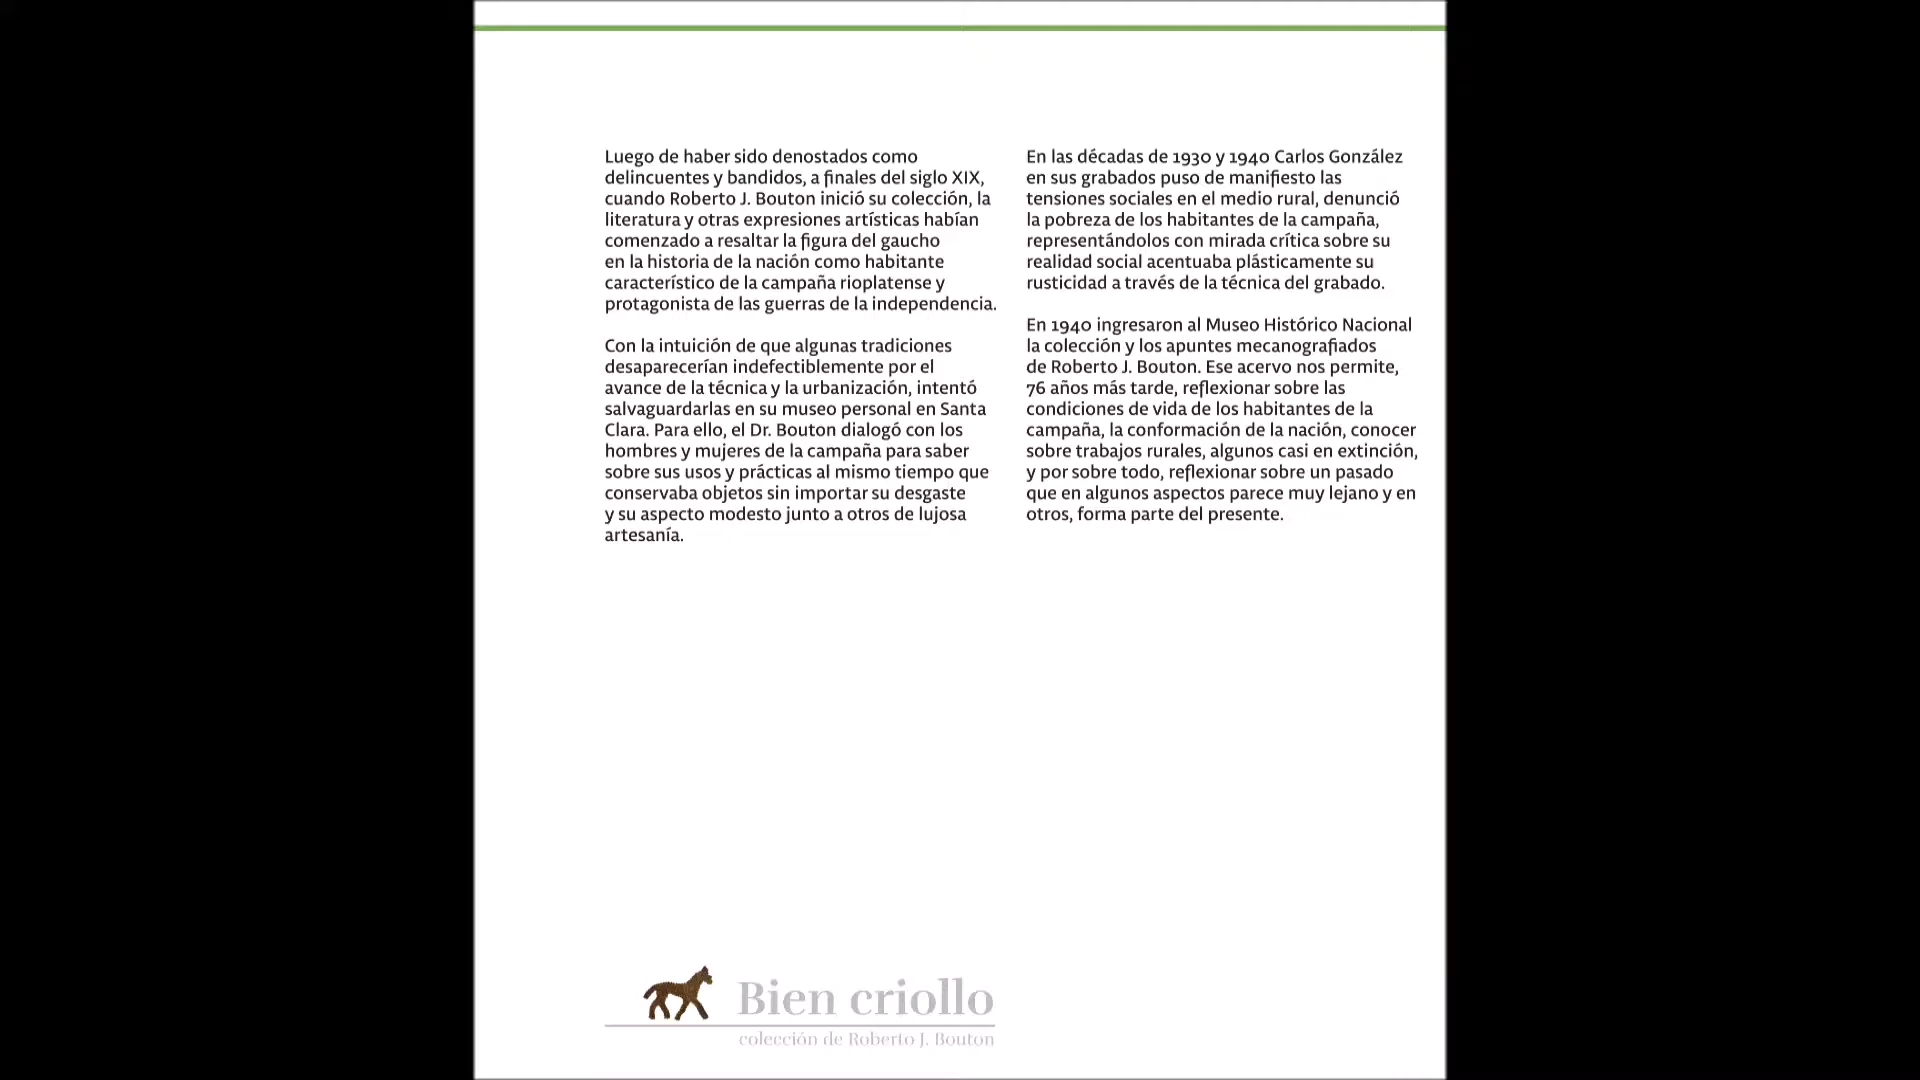 Luego de haber sido denostados como
delincuentes y bandidos, a finales del siglo XIX,
cuando Roberto J. Bouton inició su colección, la
literatura y otras expresiones artísticas habían
comenzado a resaltar la figura del gaucho
en la historia de la nación como habitante
característico de la campaña rioplatense y
protagonista de las guerras de la independencia.
Con la intuición de que algunas tradiciones
desaparecerían indefectiblemente por el
avance de la técnica y la urbanización, intentó
salvaguardarlas en su museo personal en Santa
Clara. Para ello, el Dr. Bouton dialogó con los
hombres y mujeres de la campaña para saber
sobre sus usos y prácticas al mismo tiempo que
conservaba objetos sin importar su desgaste
y su aspecto modesto junto a otros de lujosa
artesanía.
En las décadas de 1930 y 1940 Carlos González
en sus grabados puso de manifiesto las
tensiones sociales en el medio rural, denunció
la pobreza de los habitantes de la campaña,
representándolos con mirada crítica sobre su
realidad social acentuaba plásticamente su
rusticidad a través de la técnica del grabado.
En 1940 ingresaron al Museo Histórico Nacional
la colección y los apuntes mecanografiados
de Roberto J. Bouton. Ese acervo nos permite,
76 años más tarde, reflexionar sobre las
condiciones de vida de los habitantes de la
campaña, la conformación de la nación, conocer
sobre trabajos rurales, algunos casi en extinción,
y por sobre todo, reflexionar sobre un pasado
que en algunos aspectos parece muy lejano y en
otros, forma parte del presente.
Bien criollo
colección de Roberto J. Bouton